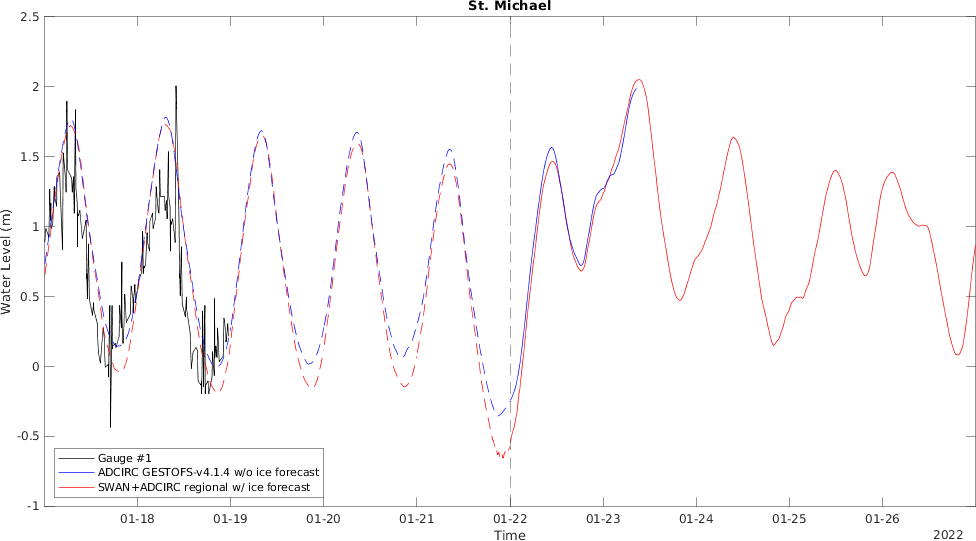 St. Michael
2.5
2
1.5
1
0.5
0
-0.5
-1
Water Level (m)
Gauge #1
ADCIRC GESTOFS-v4.1.4 w/o ice forecast
SWAN+ADCIRC regional w/ ice forecast
01-18 01-19 01-20 01-21 01-22 01-23 01-24 01-25 01-26
Time
2022